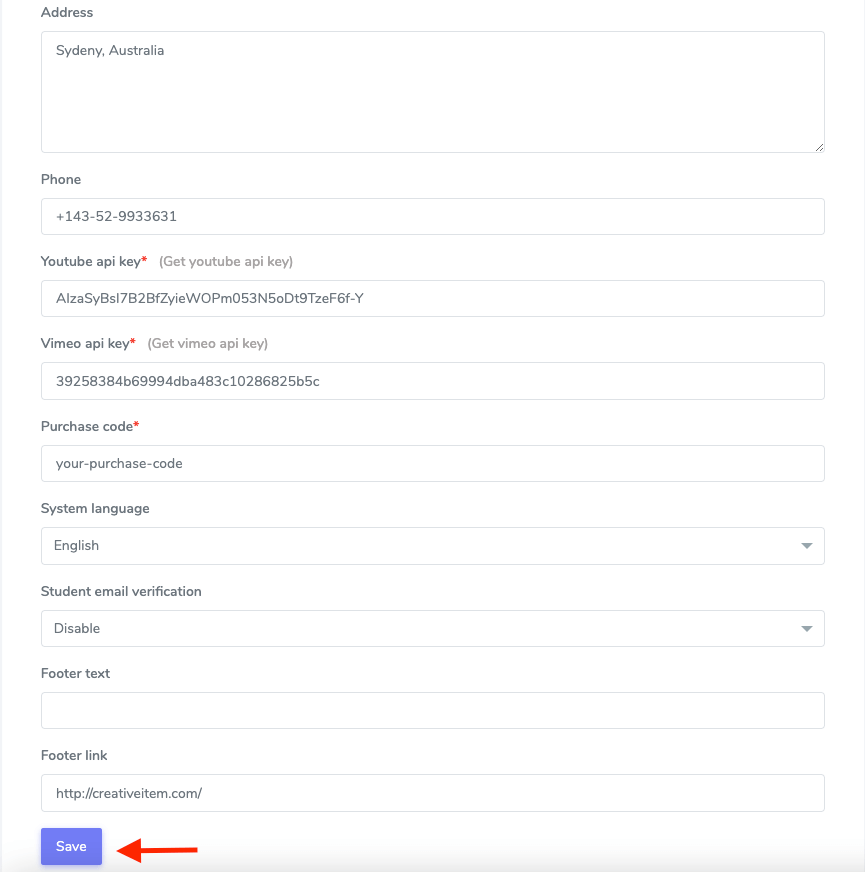 Address
Sydeny, Australia
Phone
+143-52-9933631
Youtube api key* (Get youtube api key)
AIzaSyBsI7B2BfZyieWOPm053N5oDt9TzeF6f-Y
Vimeo api key* (Get vimeo api key)
39258384b69994dba483c10286825b5c
Purchase code*
your-purchase-code
System language
English
Student email verification
Disable
Footer text
Footer link
http://creativeitem.com/
Save